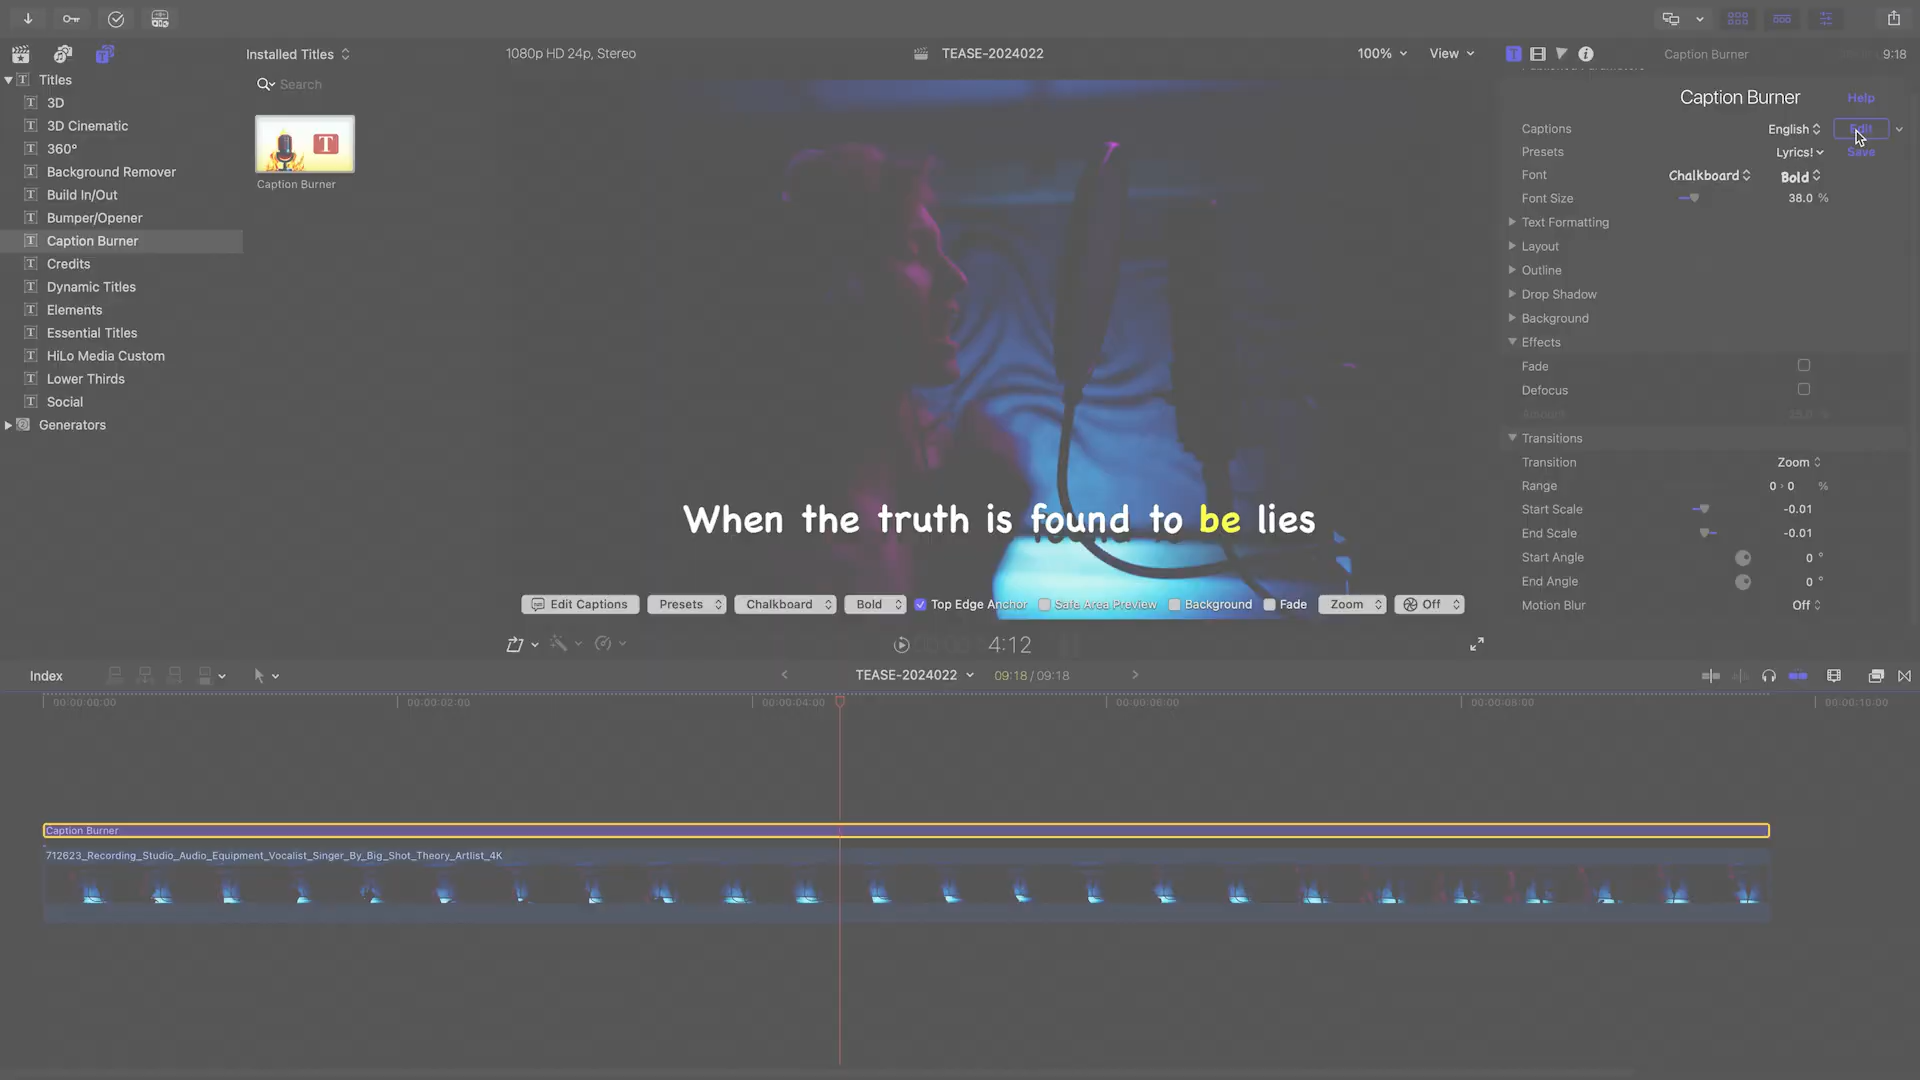 Installed Titles
1080p HD 24p, Stereo
TEASE-2024022
100%
View
Caption Burner
9:18
Titles
3D
3D Cinematic
360°
Background Remover
Build In/Out
Bumper/Opener
Caption Burner
Credits
Dynamic Titles
Elements
Essential Titles
HiLo Media Custom
Lower Thirds
Social
Generators
Search
T
Caption Burner
When the truth is found to be lies
Edit Captions
Presets
Chalkboard
Bold
Top Edge Anchor
Safe Area Preview
Background
Fade
Zoom
Off
4:12
Caption Burner
Help
Captions English Edit
Presets Lyrics! Save
Font Chalkboard Bold
Font Size 38.0 %
Text Formatting
Layout
Outline
Drop Shadow
Background
Effects
Fade
Defocus
Amount
Transitions
Transition Zoom
Range 0 › 0 %
Start Scale -0.01
End Scale -0.01
Start Angle 0 °
End Angle 0 °
Motion Blur Off
Index
TEASE-2024022
09:18 / 09:18
00:00:00:00
00:00:02:00
00:00:04:00
00:00:06:00
00:00:08:00
00:00:10:00
Caption Burner
712623_Recording_Studio_Audio_Equipment_Vocalist_Singer_By_Big_Shot_Theory_Artlist_4K